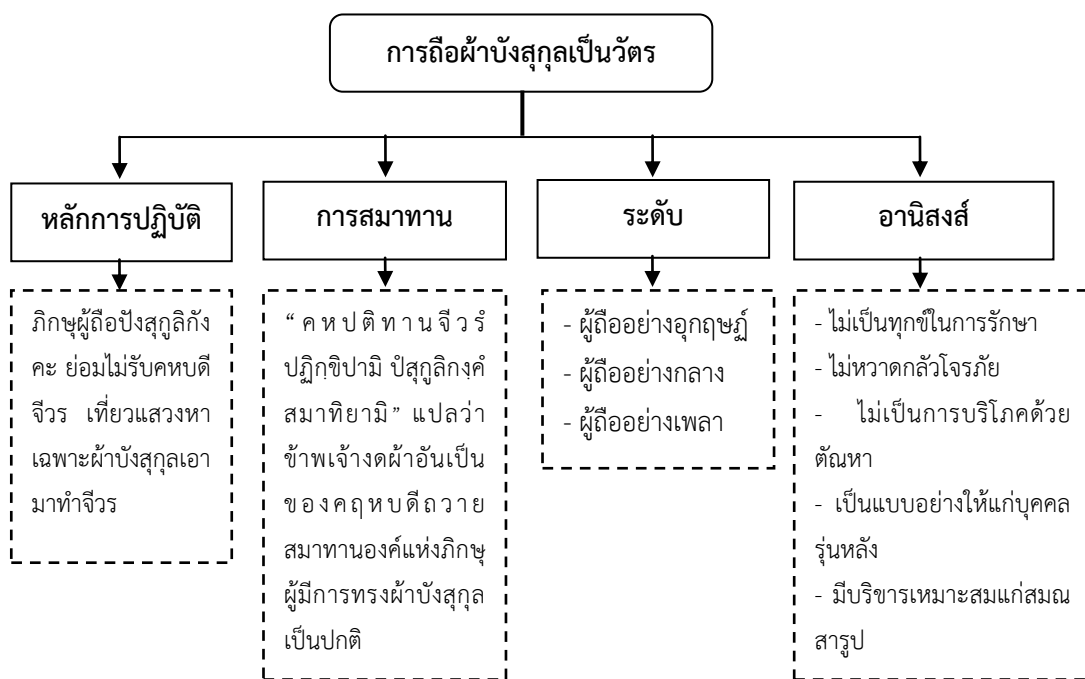 การถือผ้าบังสุกุลเป็นวัตร
หลักการปฏิบัติ
ภิกษุผู้ถือปังสุกูลิกัง
คะ ย่อมไม่รับคหบดี
จีวร เที่ยวแสวงหา
เฉพาะผ้าบังสุกุลเอา
มาทำจีวร
การสมาทาน
“คหปติทานจีวรํ
ปฏิกฺขิปามิ ปํสุกูลิกงฺคํ
สมาทิยามิ” แปลว่า
ข้าพเจ้างดผ้าอันเป็น
ของคฤหบดีถวาย
สมาทานองค์แห่งภิกษุ
ผู้มีการทรงผ้าบังสุกุล
เป็นปกติ
ระดับ
- ผู้ถืออย่างอุกฤษฏ์
- ผู้ถืออย่างกลาง
- ผู้ถืออย่างเพลา
อานิสงส์
- ไม่เป็นทุกข์ในการรักษา
- ไม่หวาดกลัวโจรภัย
- ไม่เป็นการบริโภคด้วย
ตัณหา
- เป็นแบบอย่างให้แก่บุคคล
รุ่นหลัง
- มีบริขารเหมาะสมแก่สมณ
สารูป